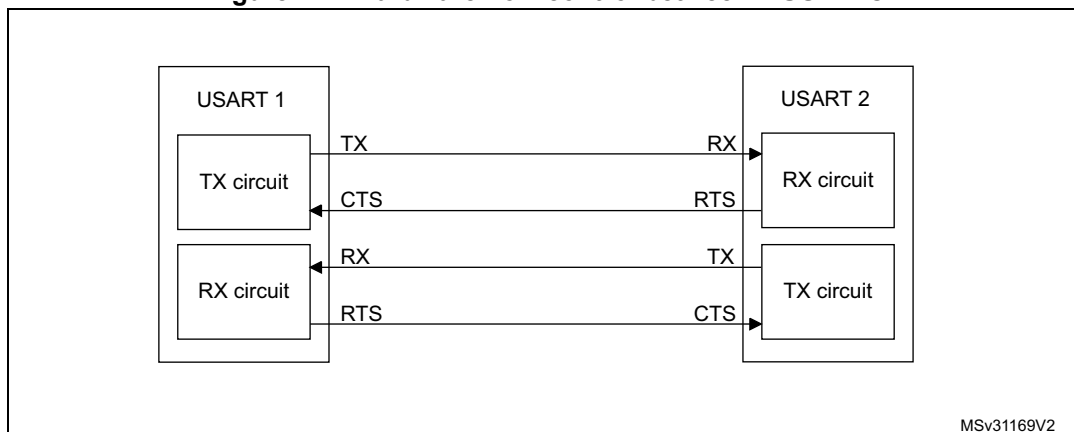 USART 1
USART 2
TX circuit
TX
RX
RX circuit
CTS
RTS
RX circuit
RX
TX
TX circuit
RTS
CTS
MSv31169V2